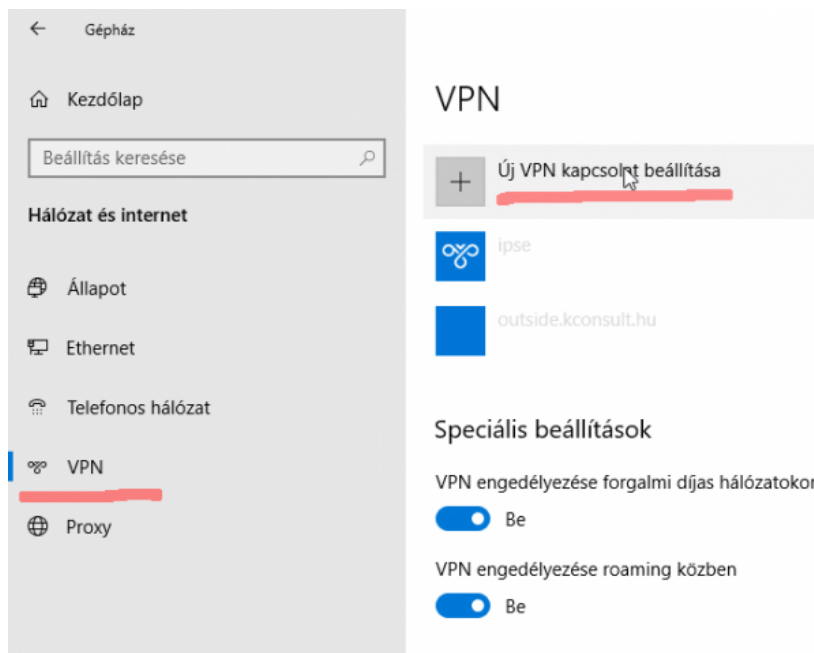 Gépház
Kezdőlap
Beállítás keresése
Hálózat és internet
Állapot
Ethernet
Telefonos hálózat
VPN
Proxy
VPN
Új VPN kapcsolat beállítása
ipse
outside.kconsult.hu
Speciális beállítások
VPN engedélyezése forgalmi díjas hálózatokon
Be
VPN engedélyezése roaming közben
Be